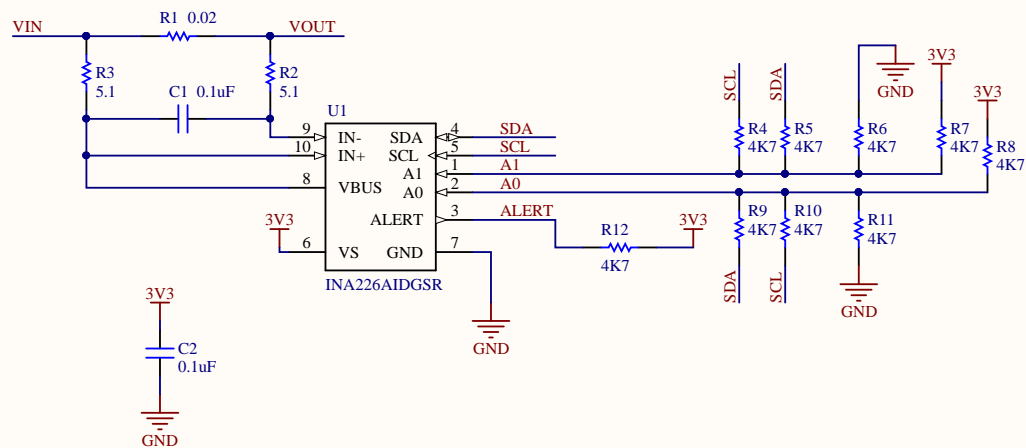 VIN
R1 0.02
VOUT
R3
5.1
R2
5.1
C1 0.1uF
U1
9 IN-
10 IN+
8 VBUS
6 VS
3V3
SDA 4 SDA
SCL 5 SCL
A1 1 A1
A0 2 A0
ALERT 3 ALERT
GND 7
INA226AIDGSR
GND
R12
4K7
3V3
SCL
SDA
GND
3V3
3V3
R4
4K7
R5
4K7
R6
4K7
R7
4K7
R8
4K7
R9
4K7
R10
4K7
R11
4K7
SDA
SCL
GND
3V3
C2
0.1uF
GND